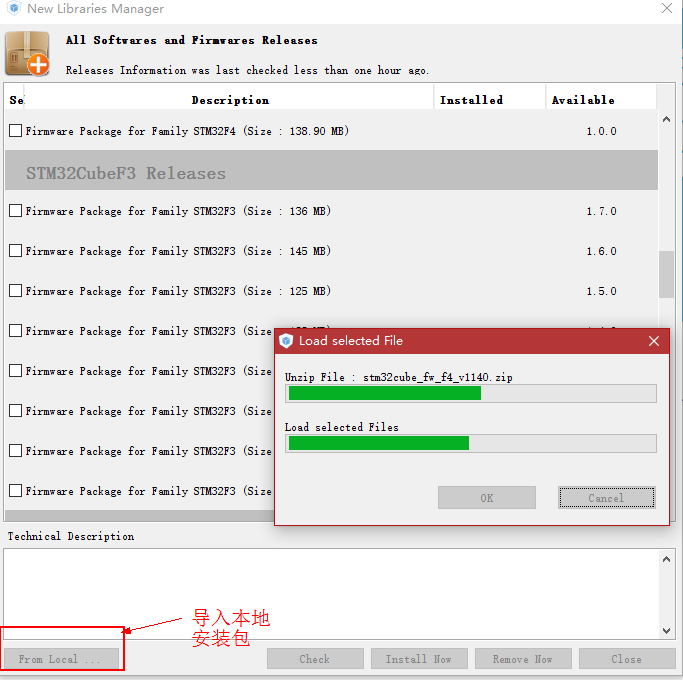 New Libraries Manager
All Softwares and Firmwares Releases
Releases Information was last checked less than one hour ago.
Se Description Installed Available
Firmware Package for Family STM32F4 (Size : 138.90 MB) 1.0.0
STM32CubeF3 Releases
Firmware Package for Family STM32F3 (Size : 136 MB) 1.7.0
Firmware Package for Family STM32F3 (Size : 145 MB) 1.6.0
Firmware Package for Family STM32F3 (Size : 125 MB) 1.5.0
Firmware Package for Family STM32F3 (Size
Load selected File
Firmware Package for Family STM32F3 (Size
Unzip File : stm32cube_fw_f4_v1140.zip
Firmware Package for Family STM32F3 (Size
Load selected Files
Firmware Package for Family STM32F3 (Size
Firmware Package for Family STM32F3 (Size
OK Cancel
Technical Description
导入本地
安装包
From Local ... Check Install Now Remove Now Close